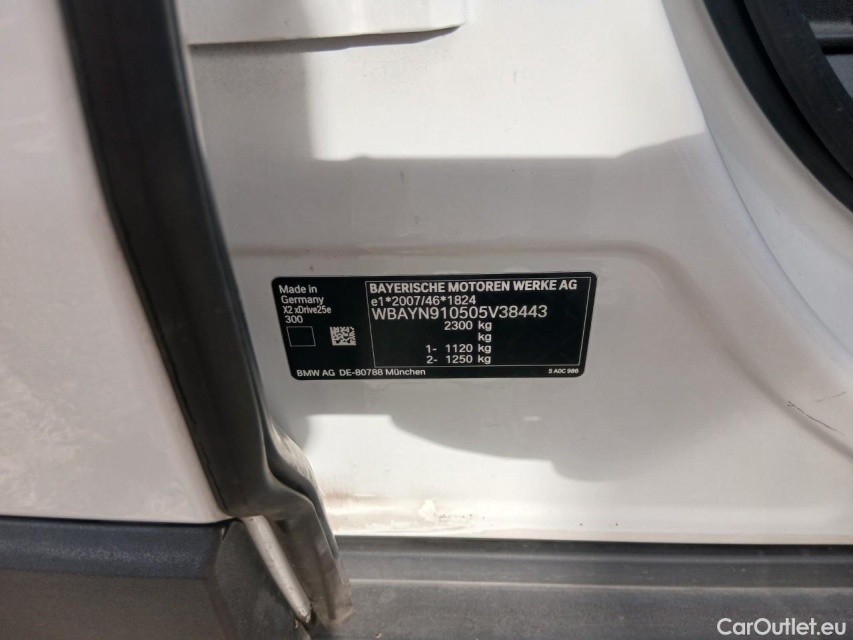 Made in
Germany
X2 xDrive25e
300
BAYERISCHE MOTOREN WERKE AG
e1*2007/46*1824
WBAYN910505V38443
2300 kg
kg
1- 1120 kg
2- 1250 kg
BMW AG DE-80788 München
5 A0C 986
CarOutlet.eu